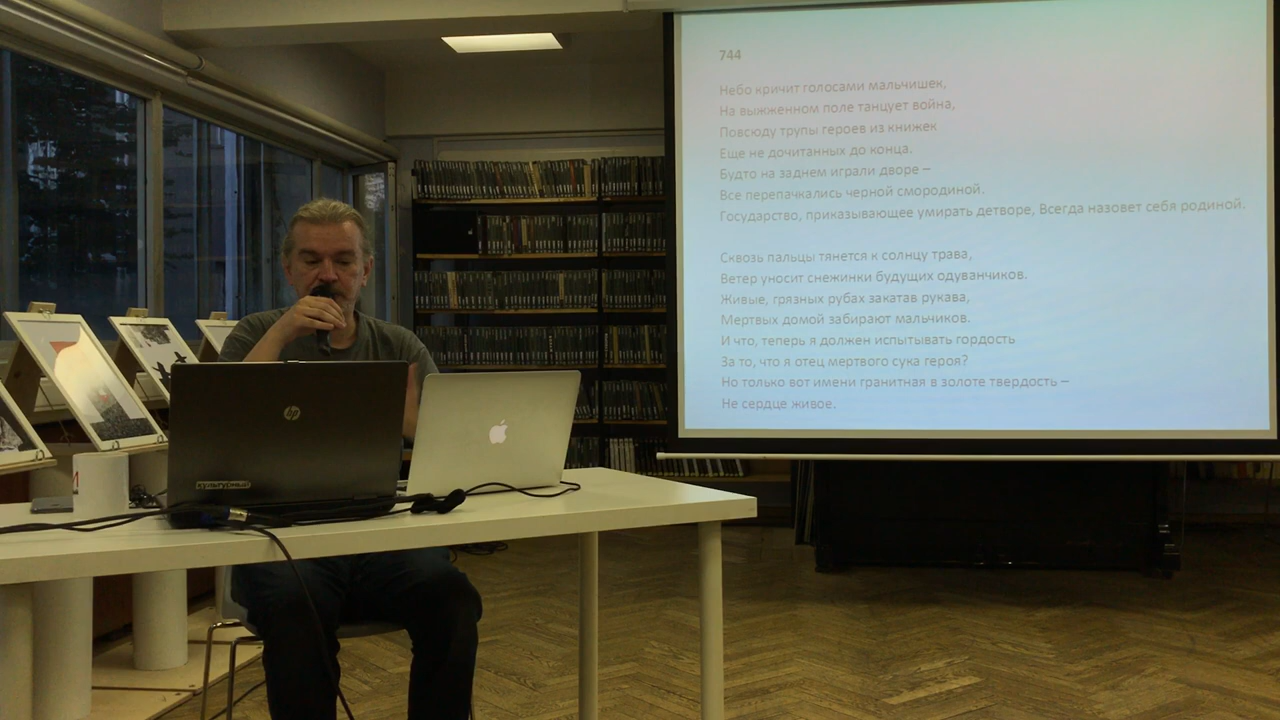 744
Небо кричит голосами мальчишек,
На выжженном поле танцует война,
Повсюду трупы героев из книжек
Еще не дочитанных до конца.
Будто на заднем играли дворе –
Все перепачкались черной смородиной.
Государство, приказывающее умирать детворе, Всегда назовет себя родиной.
Сквозь пальцы тянется к солнцу трава,
Ветер уносит снежинки будущих одуванчиков.
Живые, грязных рубах закатав рукава,
Мертвых домой забирают мальчиков.
И что, теперь я должен испытывать гордость
За то, что я отец мертвого сука героя?
Но только вот имени гранитная в золоте твердость –
Не сердце живое.
hp
культурный